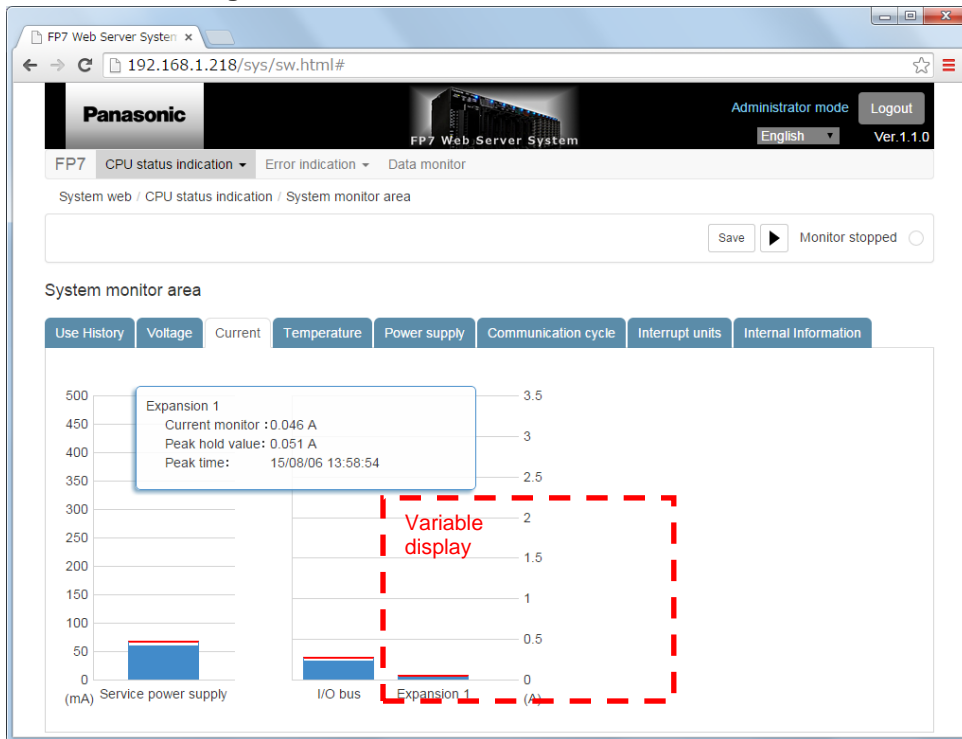 FP7 Web Server System
192.168.1.218/sys/sw.html#
Panasonic
FP7 Web Server System
Administrator mode
Logout
English
Ver.1.1.0
FP7 CPU status indication Error indication Data monitor
System web / CPU status indication / System monitor area
Save Monitor stopped
System monitor area
Use History Voltage Current Temperature Power supply Communication cycle Interrupt units Internal Information
500
450
400
350
300
250
200
150
100
50
0
(mA)
Service power supply
Expansion 1
Current monitor :0.046 A
Peak hold value: 0.051 A
Peak time: 15/08/06 13:58:54
Variable
display
3.5
3
2.5
2
1.5
1
0.5
0
(A)
I/O bus
Expansion 1